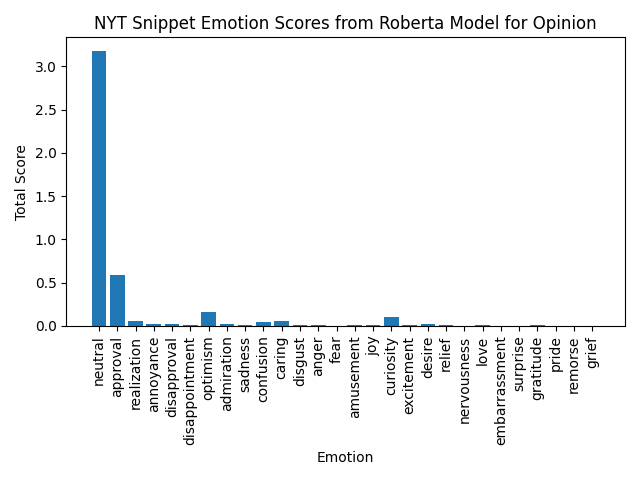 NYT Snippet Emotion Scores from Roberta Model for Opinion
Total Score
3.0
2.5
2.0
1.5
1.0
0.5
0.0
neutral
approval
realization
annoyance
disapproval
disappointment
optimism
admiration
sadness
confusion
caring
disgust
anger
fear
amusement
joy
curiosity
excitement
desire
relief
nervousness
love
embarrassment
surprise
gratitude
pride
remorse
grief
Emotion